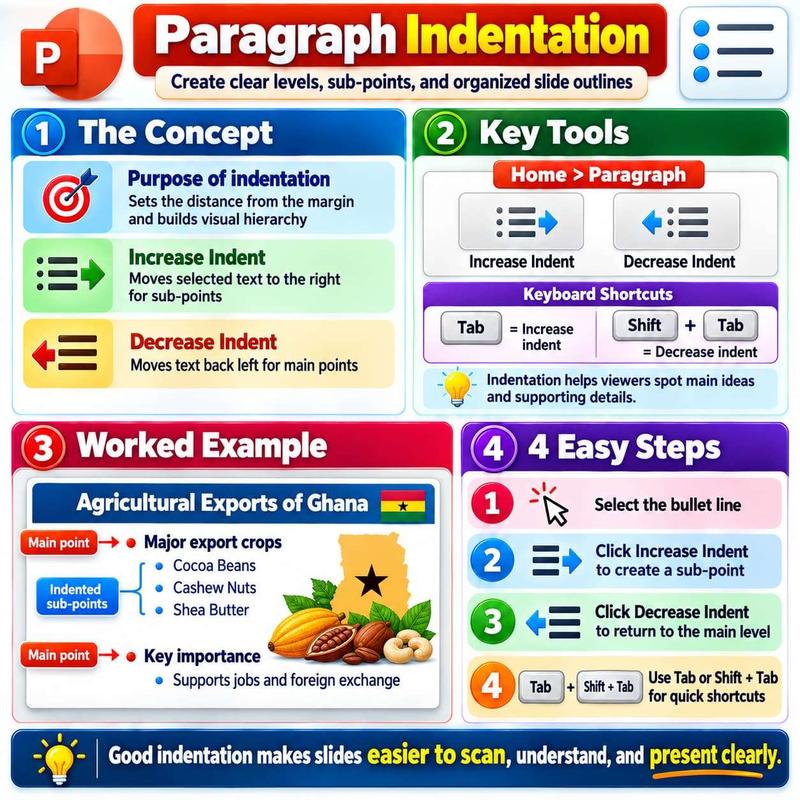 P
Paragraph Indentation
Create clear levels, sub-points, and organized slide outlines
1 The Concept
Purpose of indentation
Sets the distance from the margin
and builds visual hierarchy
Increase Indent
Moves selected text to the right
for sub-points
Decrease Indent
Moves text back left for main points
2 Key Tools
Home > Paragraph
Increase Indent
Decrease Indent
Keyboard Shortcuts
Tab = Increase
indent
Shift + Tab
= Decrease indent
Indentation helps viewers spot main ideas
and supporting details.
3 Worked Example
Agricultural Exports of Ghana
Main point • Major export crops
Indented
sub-points
• Cocoa Beans
• Cashew Nuts
• Shea Butter
Main point • Key importance
• Supports jobs and foreign exchange
4 4 Easy Steps
1 Select the bullet line
2 Click Increase Indent
to create a sub-point
3 Click Decrease Indent
to return to the main level
4 Tab + Shift + Tab
Use Tab or Shift + Tab
for quick shortcuts
Good indentation makes slides easier to scan, understand, and present clearly.